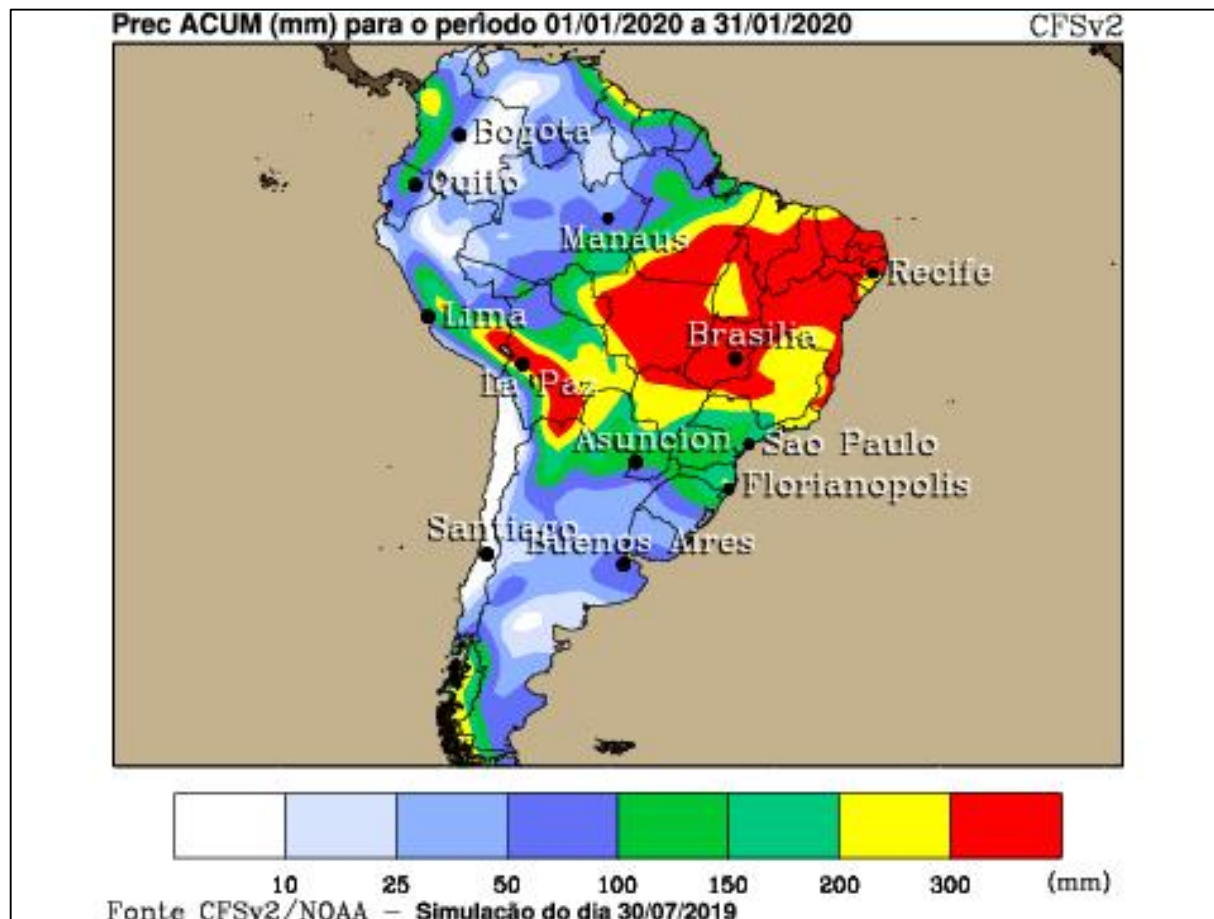 Prec ACUM (mm) para o período 01/01/2020 a 31/01/2020
CFSv2
Bogota
Quito
Manaus
Recife
Lima
Brasilia
La Paz
Asuncion
Sao Paulo
Florianopolis
Santiago
Buenos Aires
10 25 50 100 150 200 300 (mm)
Fonte CFSv2/NOAA – Simulação do dia 30/07/2019